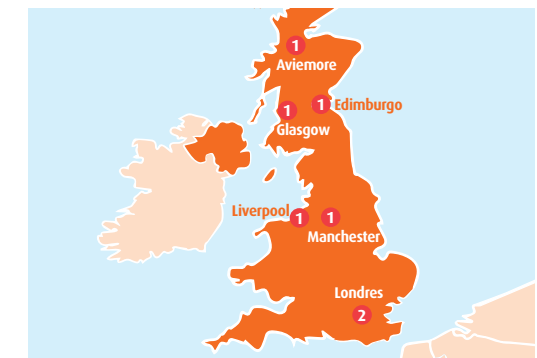 1
Aviemore
1 Edimburgo
1
Glasgow
Liverpool 1
1
Manchester
Londres
2